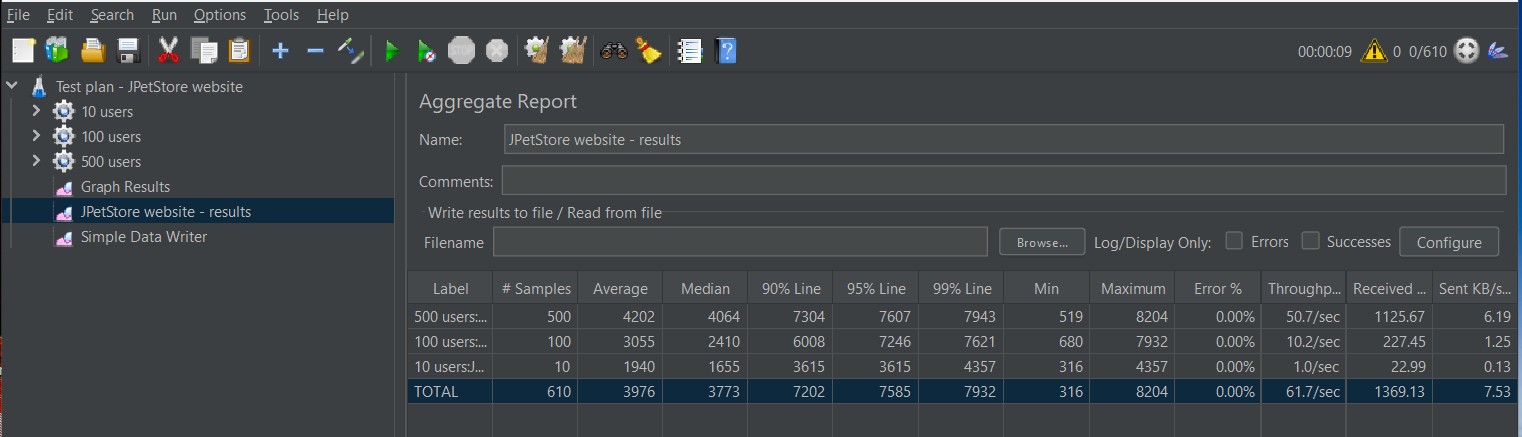 File Edit Search Run Options Tools Help
STOP 00:00:09 0 0/610
Test plan - JPetStore website
10 users
100 users
500 users
Graph Results
JPetStore website - results
Simple Data Writer
Aggregate Report
Name: JPetStore website - results
Comments:
Write results to file / Read from file
Filename Browse... Log/Display Only: Errors Successes Configure
Label # Samples Average Median 90% Line 95% Line 99% Line Min Maximum Error % Throughp... Received ... Sent KB/s...
500 users:... 500 4202 4064 7304 7607 7943 519 8204 0.00% 50.7/sec 1125.67 6.19
100 users:... 100 3055 2410 6008 7246 7621 680 7932 0.00% 10.2/sec 227.45 1.25
10 users:J... 10 1940 1655 3615 3615 4357 316 4357 0.00% 1.0/sec 22.99 0.13
TOTAL 610 3976 3773 7202 7585 7932 316 8204 0.00% 61.7/sec 1369.13 7.53